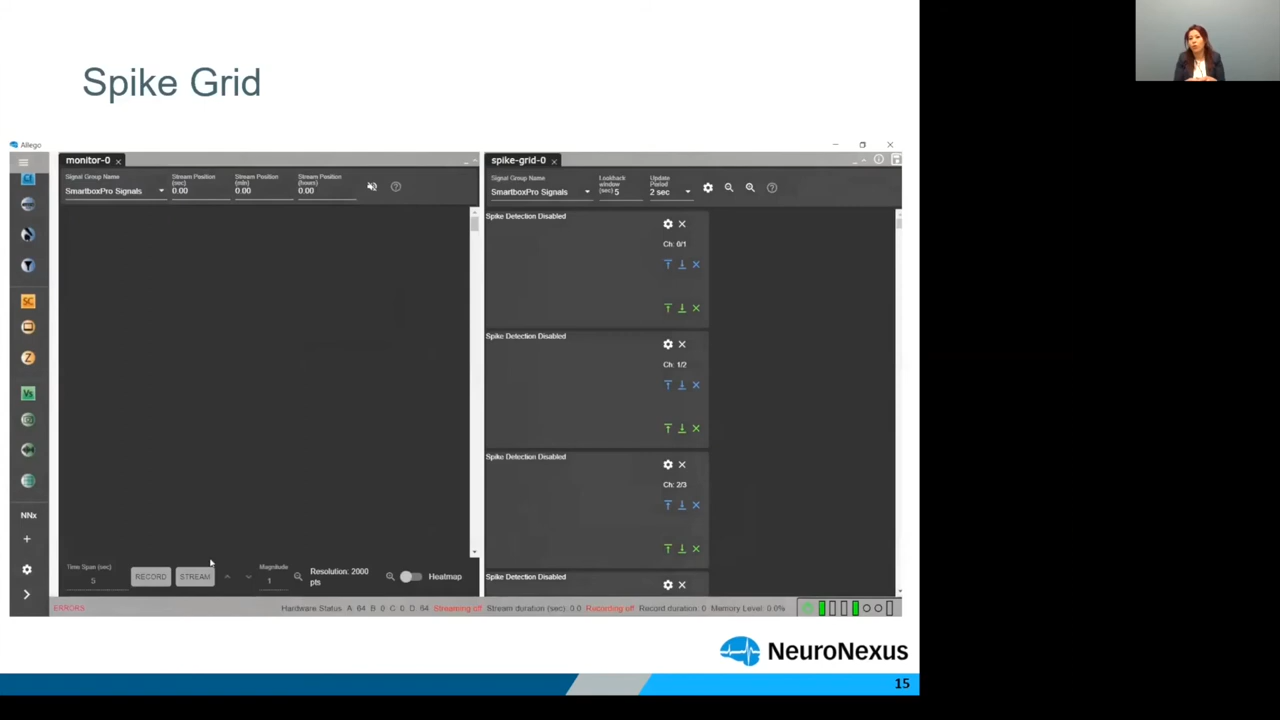 Spike Grid
Allego
monitor-0
Signal Group Name
SmartboxPro Signals
Stream Position (sec)
0.00
Stream Position (min)
0.00
Stream Position (hours)
0.00
spike-grid-0
Signal Group Name
SmartboxPro Signals
Lookback window (sec)
5
Update Period
2 sec
Spike Detection Disabled
Ch: 0/1
Spike Detection Disabled
Ch: 1/2
Spike Detection Disabled
Ch: 2/3
Spike Detection Disabled
SC
Z
Vs
NNx
Time Span (sec)
5
RECORD
STREAM
Magnitude
1
Resolution: 2000 pts
Heatmap
ERRORS
Hardware Status: A: 64 B: 0 C: 0 D: 64 Streaming off Stream duration (sec): 0.0 Recording off Record duration: 0 Memory Level: 0.0%
NeuroNexus
15